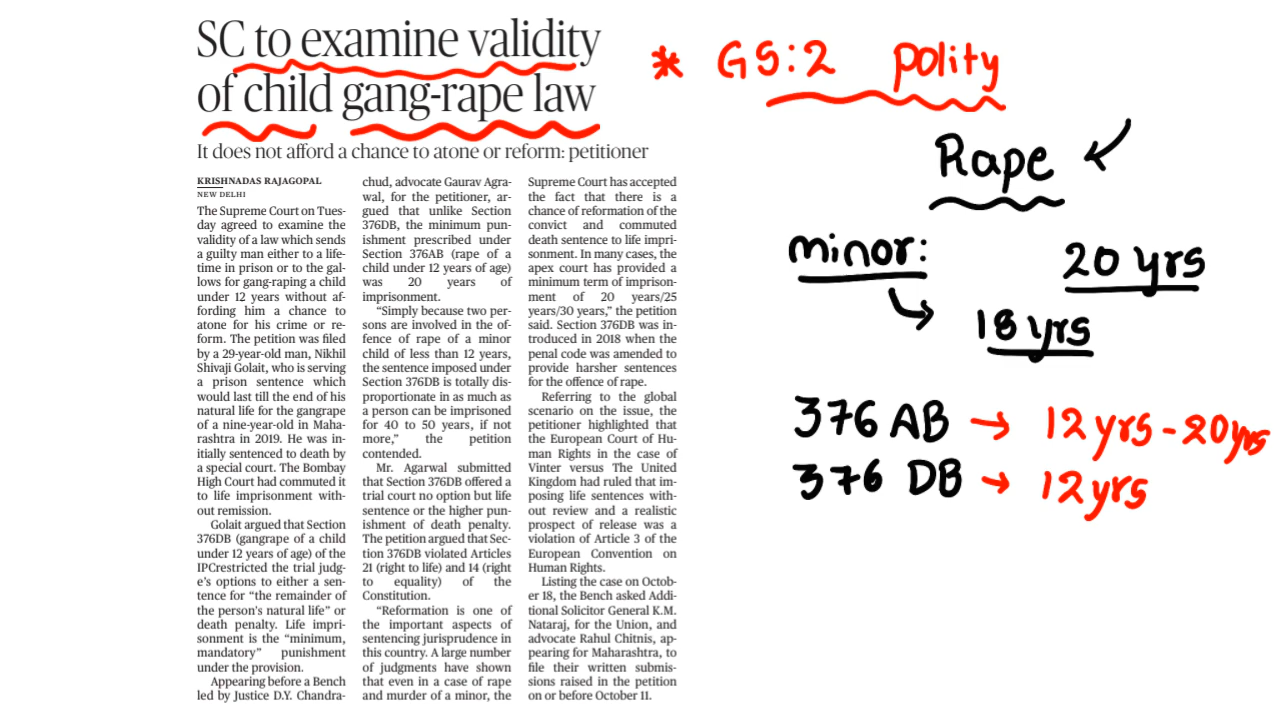 SC to examine validity
of child gang-rape law
It does not afford a chance to atone or reform: petitioner
KRISHNADAS RAJAGOPAL
NEW DELHI
The Supreme Court on Tues-
day agreed to examine the
validity of a law which sends
a guilty man either to a life-
time in prison or to the gal-
lows for gang-raping a child
under 12 years without af-
fording him a chance to
atone for his crime or re-
form. The petition was filed
by a 29-year-old man, Nikhil
Shivaji Golait, who is serving
a prison sentence which
would last till the end of his
natural life for the gangrape
of a nine-year-old in Maha-
rashtra in 2019. He was in-
itially sentenced to death by
a special court. The Bombay
High Court had commuted it
to life imprisonment with-
out remission.
Golait argued that Section
376DB (gangrape of a child
under 12 years of age) of the
IPCrestricted the trial judg-
e's options to either a sen-
tence for "the remainder of
the person's natural life" or
death penalty. Life impri-
sonment is the "minimum,
mandatory" punishment
under the provision.
Appearing before a Bench
led by Justice D.Y. Chandra-
chud, advocate Gaurav Agra-
wal, for the petitioner, ar-
gued that unlike Section
376DB, the minimum pun-
ishment prescribed under
Section 376AB (rape of a
child under 12 years of age)
was 20 years of
imprisonment.
"Simply because two per-
sons are involved in the of-
fence of rape of a minor
child of less than 12 years,
the sentence imposed under
Section 376DB is totally dis-
proportionate in as much as
a person can be imprisoned
for 40 to 50 years, if not
more," the petition
contended.
Mr. Agarwal submitted
that Section 376DB offered a
trial court no option but life
sentence or the higher pun-
ishment of death penalty.
The petition argued that Sec-
tion 376DB violated Articles
21 (right to life) and 14 (right
to equality) of the
Constitution.
"Reformation is one of
the important aspects of
sentencing jurisprudence in
this country. A large number
of judgments have shown
that even in a case of rape
and murder of a minor, the
Supreme Court has accepted
the fact that there is a
chance of reformation of the
convict and commuted
death sentence to life impri-
sonment. In many cases, the
apex court has provided a
minimum term of imprison-
ment of 20 years/25
years/30 years," the petition
said. Section 376DB was in-
troduced in 2018 when the
penal code was amended to
provide harsher sentences
for the offence of rape.
Referring to the global
scenario on the issue, the
petitioner highlighted that
the European Court of Hu-
man Rights in the case of
Vinter versus The United
Kingdom had ruled that im-
posing life sentences with-
out review and a realistic
prospect of release was a
violation of Article 3 of the
European Convention on
Human Rights.
Listing the case on Octob-
er 18, the Bench asked Addi-
tional Solicitor General K.M.
Nataraj, for the Union, and
advocate Rahul Chitnis, ap-
pearing for Maharashtra, to
file their written submis-
sions raised in the petition
on or before October 11.
* GS:2 Polity
Rape
minor: 20 yrs
18 yrs
376 AB → 12 yrs - 20 yrs
376 DB → 12 yrs